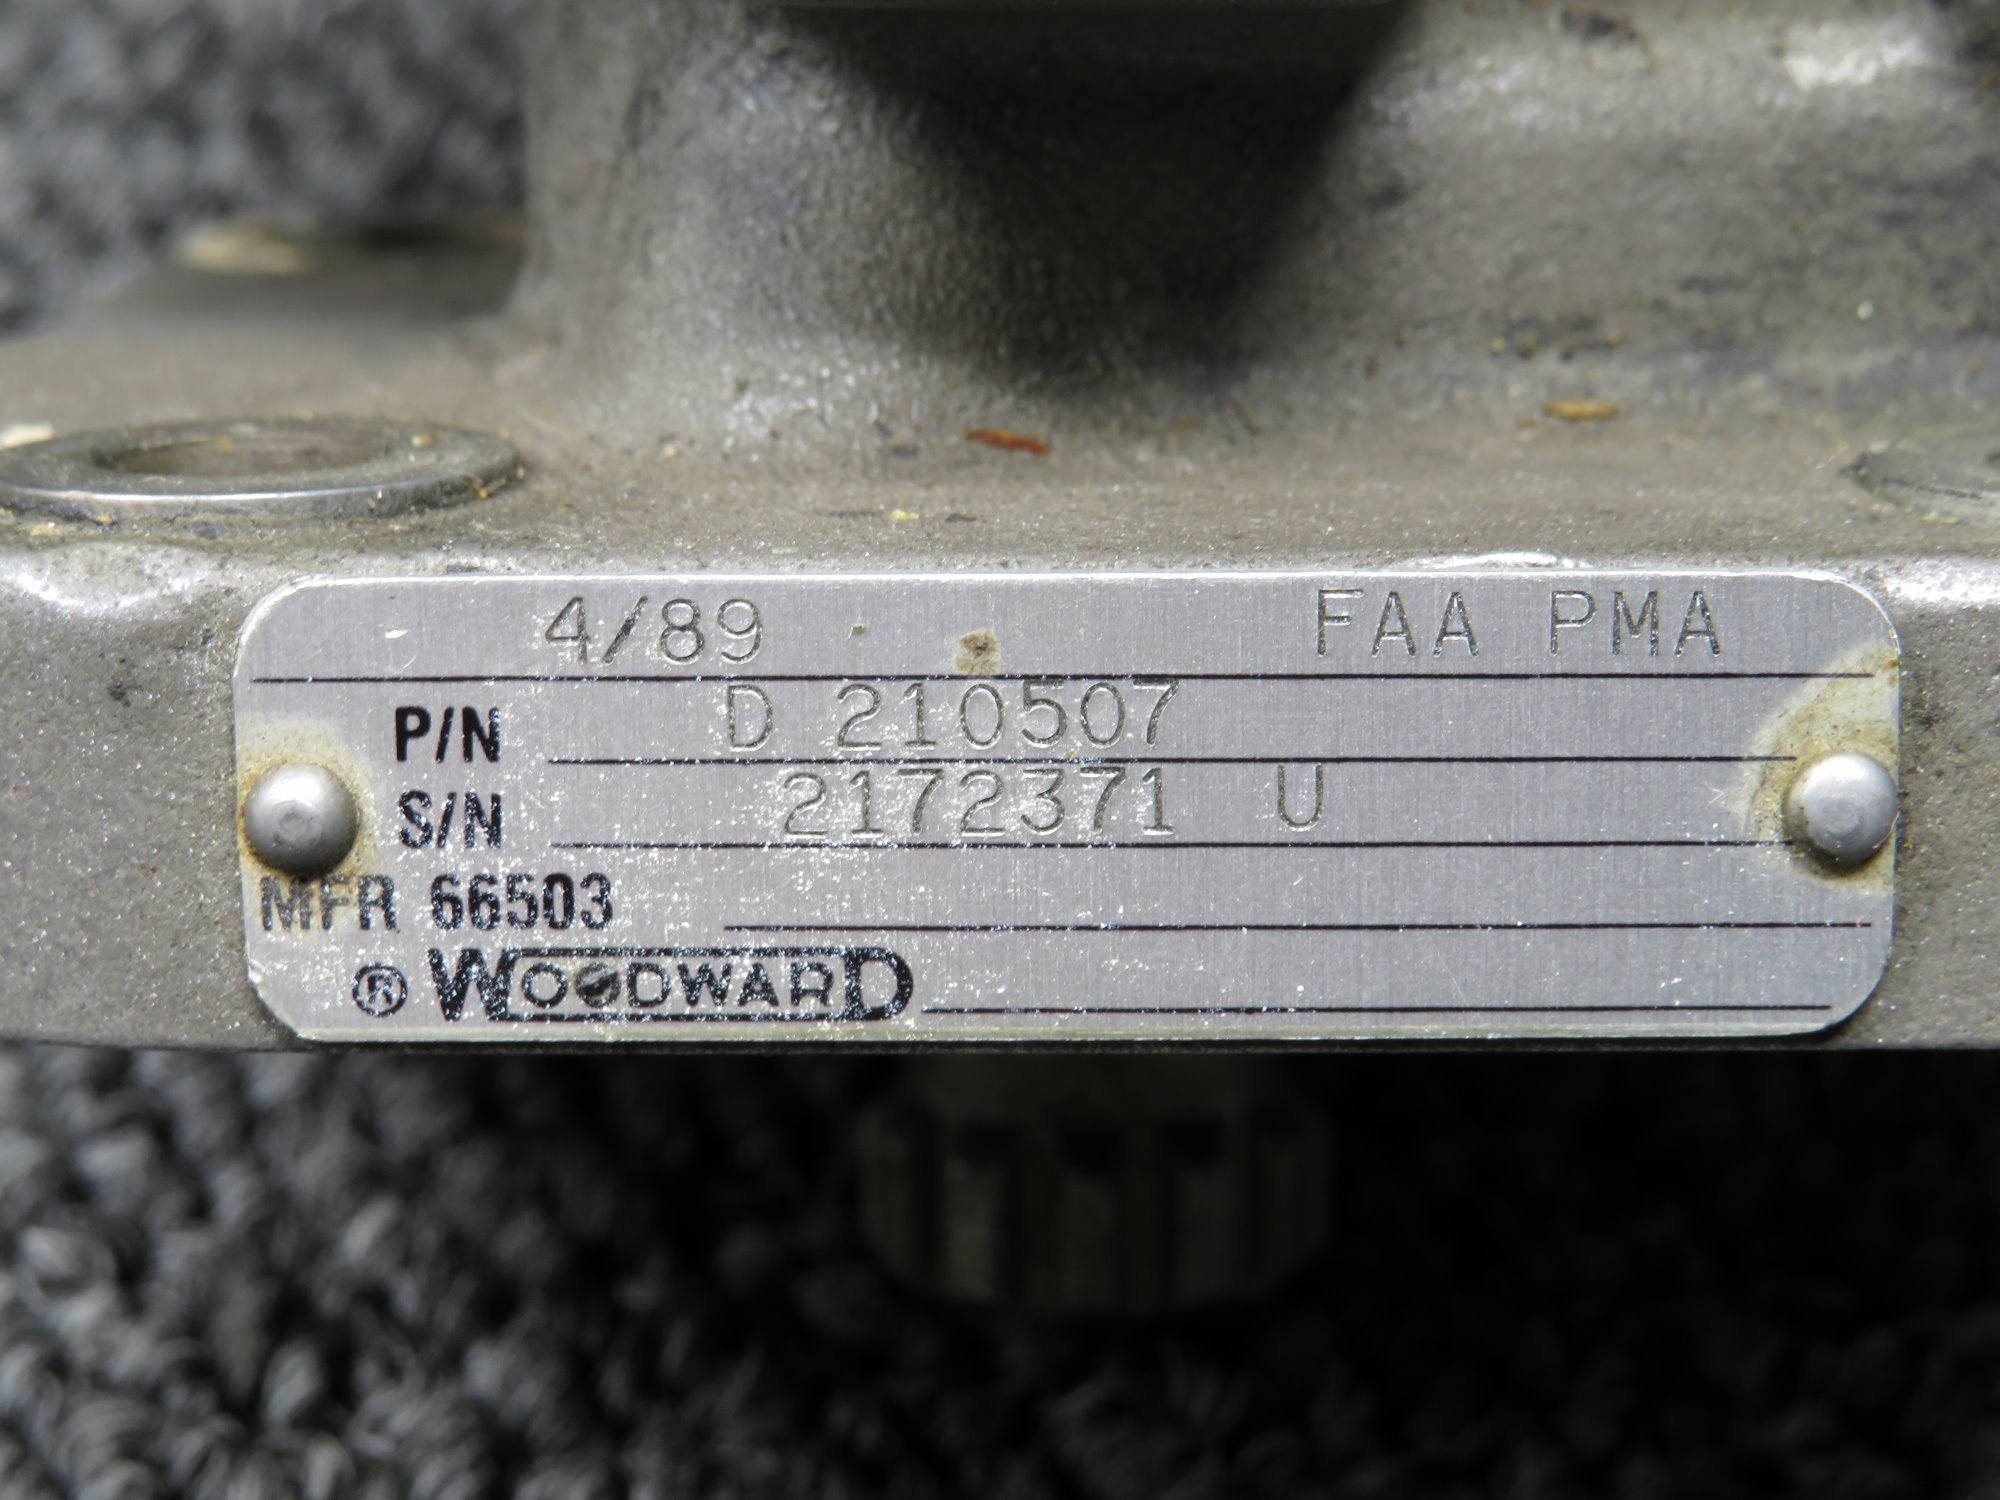 4/89 FAA PMA
P/N D 210507
S/N 2172371 U
MFR 66503
® WOODWARD